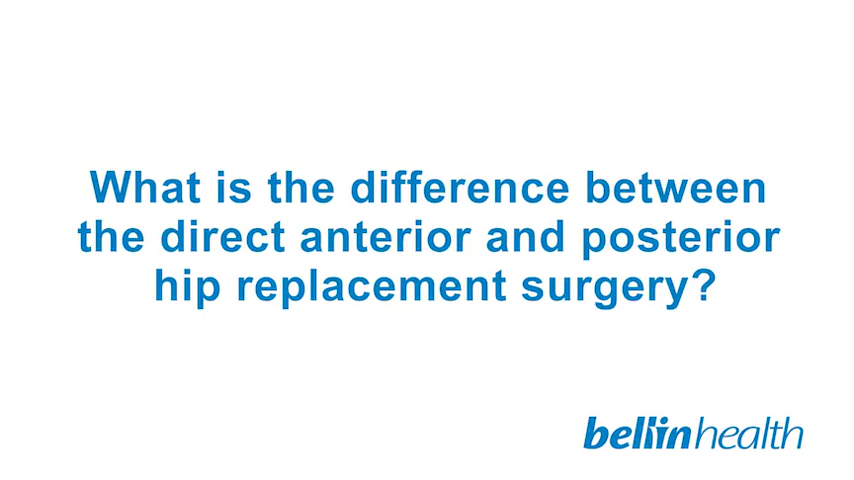 What is the difference between
the direct anterior and posterior
hip replacement surgery?
bellinhealth